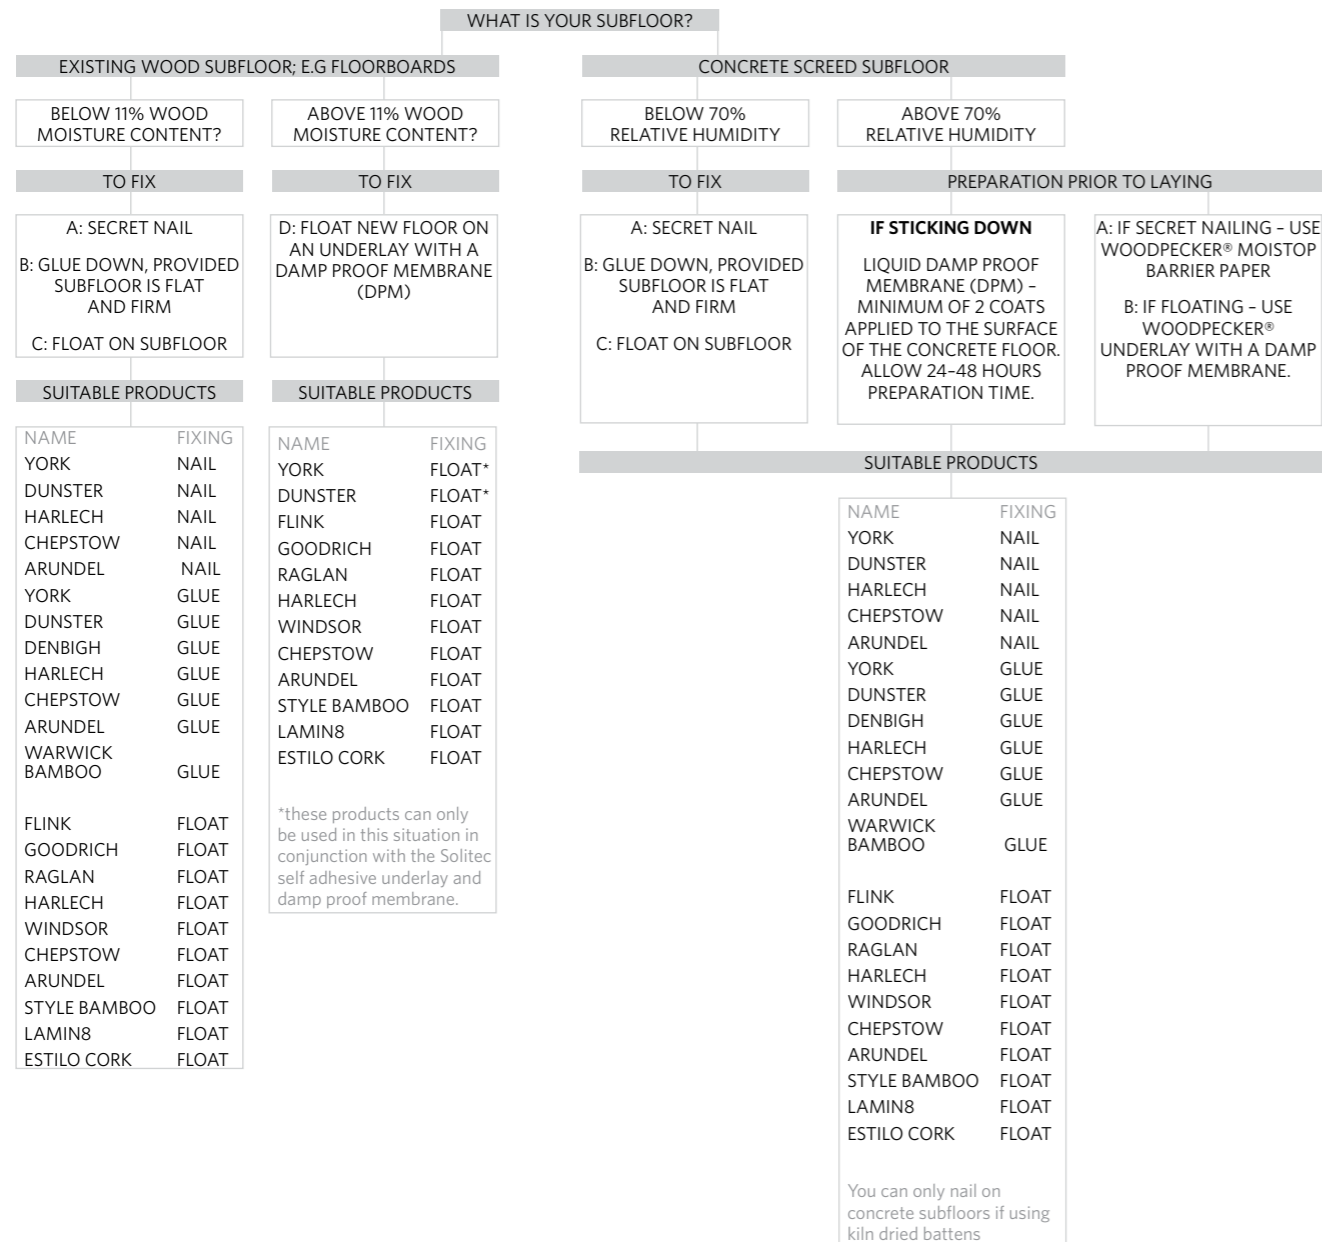 WHAT IS YOUR SUBFLOOR?
EXISTING WOOD SUBFLOOR; E.G FLOORBOARDS
BELOW 11% WOOD
MOISTURE CONTENT?
TO FIX
A: SECRET NAIL
B: GLUE DOWN, PROVIDED
SUBFLOOR IS FLAT
AND FIRM
C: FLOAT ON SUBFLOOR
SUITABLE PRODUCTS
NAME FIXING
YORK NAIL
DUNSTER NAIL
HARLECH NAIL
CHEPSTOW NAIL
ARUNDEL NAIL
YORK GLUE
DUNSTER GLUE
DENBIGH GLUE
HARLECH GLUE
CHEPSTOW GLUE
ARUNDEL GLUE
WARWICK
BAMBOO GLUE
FLINK FLOAT
GOODRICH FLOAT
RAGLAN FLOAT
HARLECH FLOAT
WINDSOR FLOAT
CHEPSTOW FLOAT
ARUNDEL FLOAT
STYLE BAMBOO FLOAT
LAMIN8 FLOAT
ESTILO CORK FLOAT
ABOVE 11% WOOD
MOISTURE CONTENT?
TO FIX
D: FLOAT NEW FLOOR ON
AN UNDERLAY WITH A
DAMP PROOF MEMBRANE
(DPM)
SUITABLE PRODUCTS
NAME FIXING
YORK FLOAT*
DUNSTER FLOAT*
FLINK FLOAT
GOODRICH FLOAT
RAGLAN FLOAT
HARLECH FLOAT
WINDSOR FLOAT
CHEPSTOW FLOAT
ARUNDEL FLOAT
STYLE BAMBOO FLOAT
LAMIN8 FLOAT
ESTILO CORK FLOAT
*these products can only
be used in this situation in
conjunction with the Solitec
self adhesive underlay and
damp proof membrane.
CONCRETE SCREED SUBFLOOR
BELOW 70%
RELATIVE HUMIDITY
TO FIX
A: SECRET NAIL
B: GLUE DOWN, PROVIDED
SUBFLOOR IS FLAT
AND FIRM
C: FLOAT ON SUBFLOOR
ABOVE 70%
RELATIVE HUMIDITY
PREPARATION PRIOR TO LAYING
IF STICKING DOWN
LIQUID DAMP PROOF
MEMBRANE (DPM) –
MINIMUM OF 2 COATS
APPLIED TO THE SURFACE
OF THE CONCRETE FLOOR.
ALLOW 24–48 HOURS
PREPARATION TIME.
A: IF SECRET NAILING – USE
WOODPECKER® MOISTOP
BARRIER PAPER
B: IF FLOATING – USE
WOODPECKER®
UNDERLAY WITH A DAMP
PROOF MEMBRANE.
SUITABLE PRODUCTS
NAME FIXING
YORK NAIL
DUNSTER NAIL
HARLECH NAIL
CHEPSTOW NAIL
ARUNDEL NAIL
YORK GLUE
DUNSTER GLUE
DENBIGH GLUE
HARLECH GLUE
CHEPSTOW GLUE
ARUNDEL GLUE
WARWICK
BAMBOO GLUE
FLINK FLOAT
GOODRICH FLOAT
RAGLAN FLOAT
HARLECH FLOAT
WINDSOR FLOAT
CHEPSTOW FLOAT
ARUNDEL FLOAT
STYLE BAMBOO FLOAT
LAMIN8 FLOAT
ESTILO CORK FLOAT
You can only nail on
concrete subfloors if using
kiln dried battens